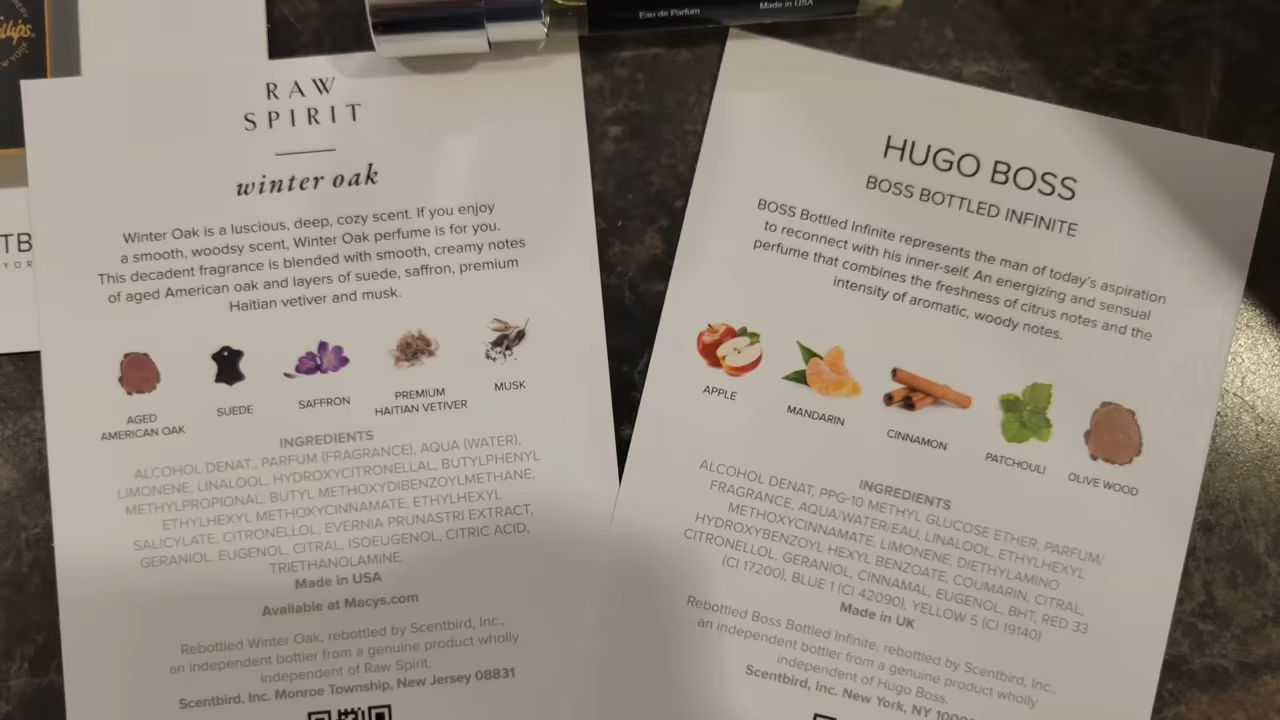 Eau de Parfum
Made in USA
RAW
SPIRIT
winter oak
Winter Oak is a luscious, deep, cozy scent. If you enjoy
a smooth, woodsy scent, Winter Oak perfume is for you.
This decadent fragrance is blended with smooth, creamy notes
of aged American oak and layers of suede, saffron, premium
Haitian vetiver and musk.
AGED
AMERICAN OAK
SUEDE
SAFFRON
PREMIUM
HAITIAN VETIVER
MUSK
INGREDIENTS
ALCOHOL DENAT., PARFUM (FRAGRANCE), AQUA (WATER),
LIMONENE, LINALOOL, HYDROXYCITRONELLAL, BUTYLPHENYL
METHYLPROPIONAL, BUTYL METHOXYDIBENZOYLMETHANE,
ETHYLHEXYL METHOXYCINNAMATE, ETHYLHEXYL
SALICYLATE, CITRONELLOL, EVERNIA PRUNASTRI EXTRACT,
GERANIOL, EUGENOL, CITRAL, ISOEUGENOL, CITRIC ACID,
TRIETHANOLAMINE
Made in USA
Available at Macys.com
Rebottled Winter Oak, rebottled by Scentbird, Inc.,
an independent bottler from a genuine product wholly
independent of Raw Spirit.
Scentbird, Inc. Monroe Township, New Jersey 08831
HUGO BOSS
BOSS BOTTLED INFINITE
BOSS Bottled Infinite represents the man of today's aspiration
to reconnect with his inner-self. An energizing and sensual
perfume that combines the freshness of citrus notes and the
intensity of aromatic, woody notes.
APPLE
MANDARIN
CINNAMON
PATCHOULI
OLIVE WOOD
INGREDIENTS
ALCOHOL DENAT, PPG-10 METHYL GLUCOSE ETHER, PARFUM/
FRAGRANCE, AQUA/WATER/EAU, LINALOOL, ETHYLHEXYL
METHOXYCINNAMATE, LIMONENE, DIETHYLAMINO
HYDROXYBENZOYL HEXYL BENZOATE, COUMARIN, CITRAL,
CITRONELLOL, GERANIOL, CINNAMAL, EUGENOL, BHT, RED 33
(CI 17200), BLUE 1 (CI 42090), YELLOW 5 (CI 19140)
Made in UK
Rebottled Boss Bottled Infinite, rebottled by Scentbird, Inc.,
an independent bottler from a genuine product wholly
independent of Hugo Boss.
Scentbird, Inc. New York, NY